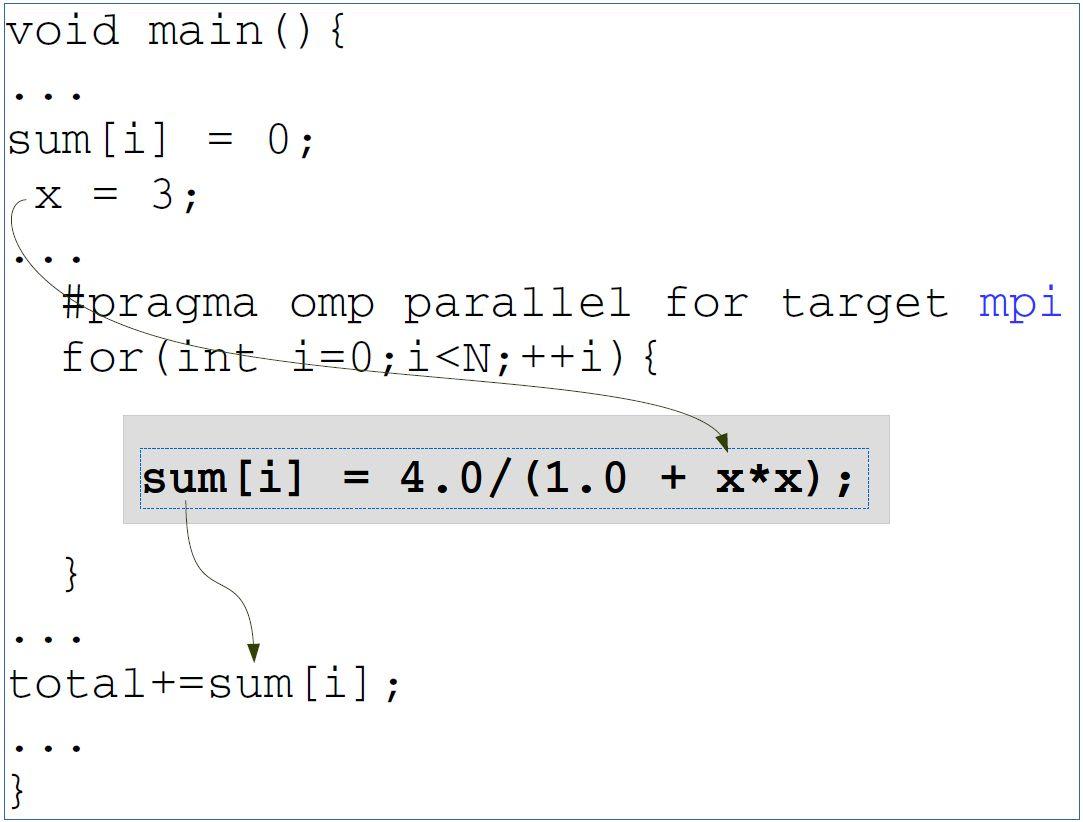 void main(){
...
sum[i] = 0;
x = 3;
...
#pragma omp parallel for target mpi
for(int i=0;i<N;++i){
sum[i] = 4.0/(1.0 + x*x);
}
...
total+=sum[i];
...
}